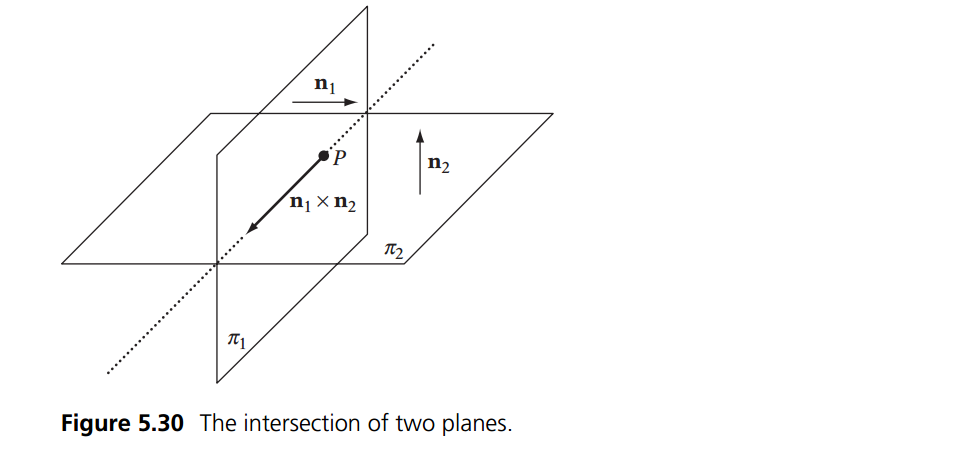 n₁
P
n₂
n₁ × n₂
π₂
π₁
Figure 5.30 The intersection of two planes.